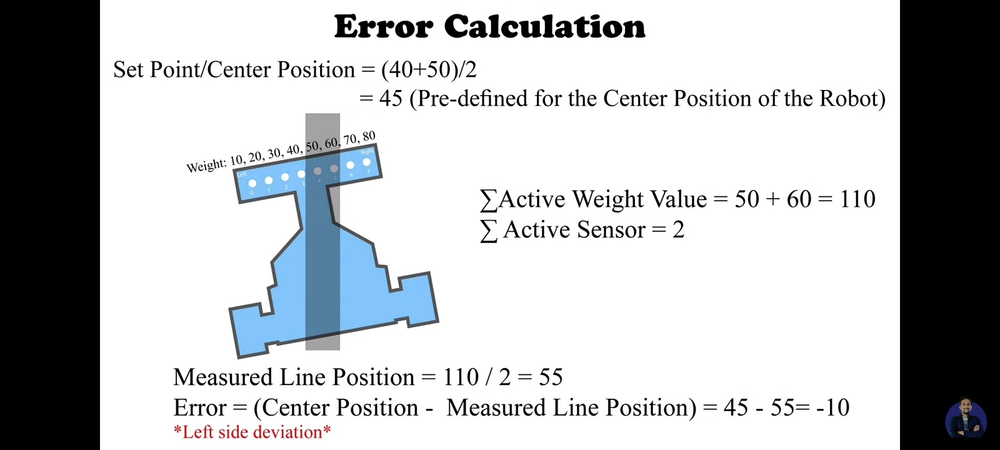 Error Calculation
Set Point/Center Position = (40+50)/2
= 45 (Pre-defined for the Center Position of the Robot)
Weight: 10, 20, 30, 40, 50, 60, 70, 80
Left
Right
0 1 2 3 4 5 6 7
∑Active Weight Value = 50 + 60 = 110
∑ Active Sensor = 2
Measured Line Position = 110 / 2 = 55
Error = (Center Position - Measured Line Position) = 45 - 55= -10
*Left side deviation*